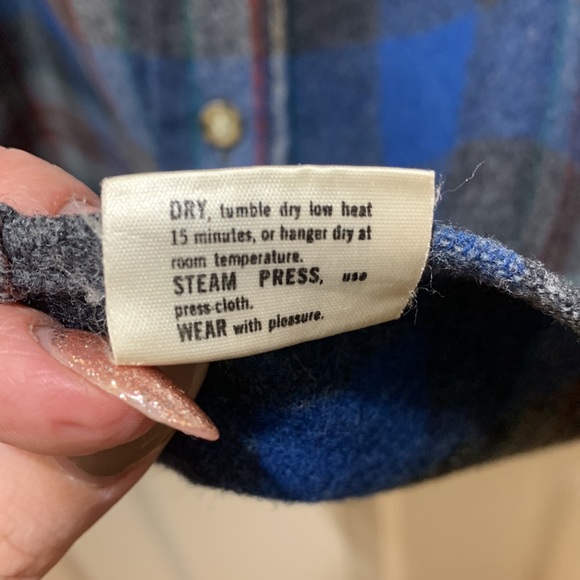 DRY, tumble dry low heat
15 minutes, or hanger dry at
room temperature.
STEAM PRESS, use
press-cloth.
WEAR with pleasure.